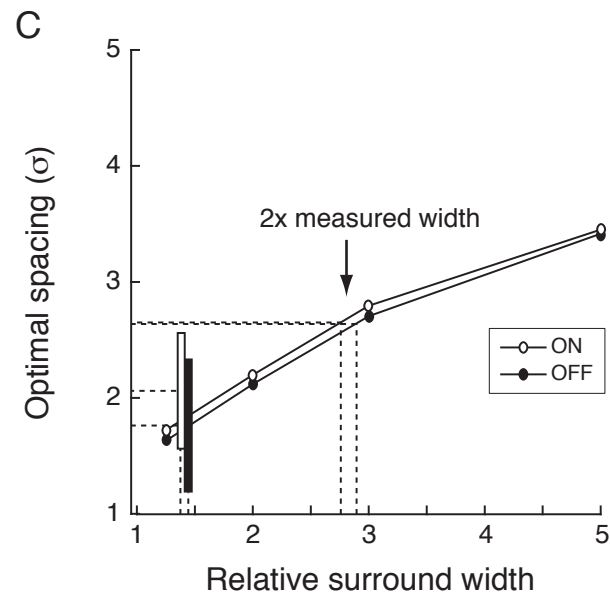 C
5
4
3
2
1
Optimal spacing (σ)
2x measured width
ON
OFF
1 2 3 4 5
Relative surround width